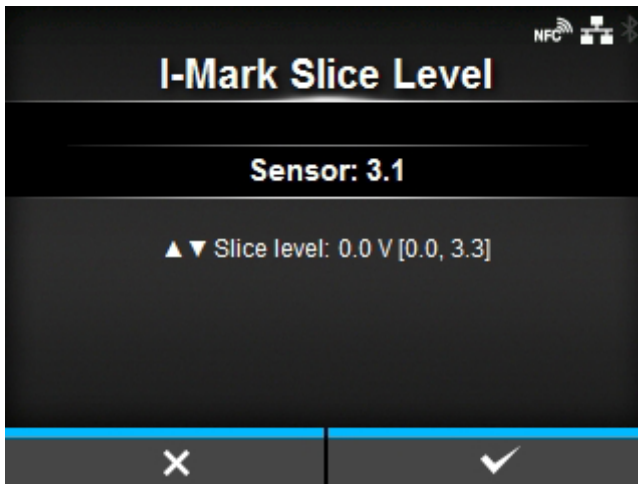 NFC
I-Mark Slice Level
Sensor: 3.1
▲▼ Slice level: 0.0 V [0.0, 3.3]